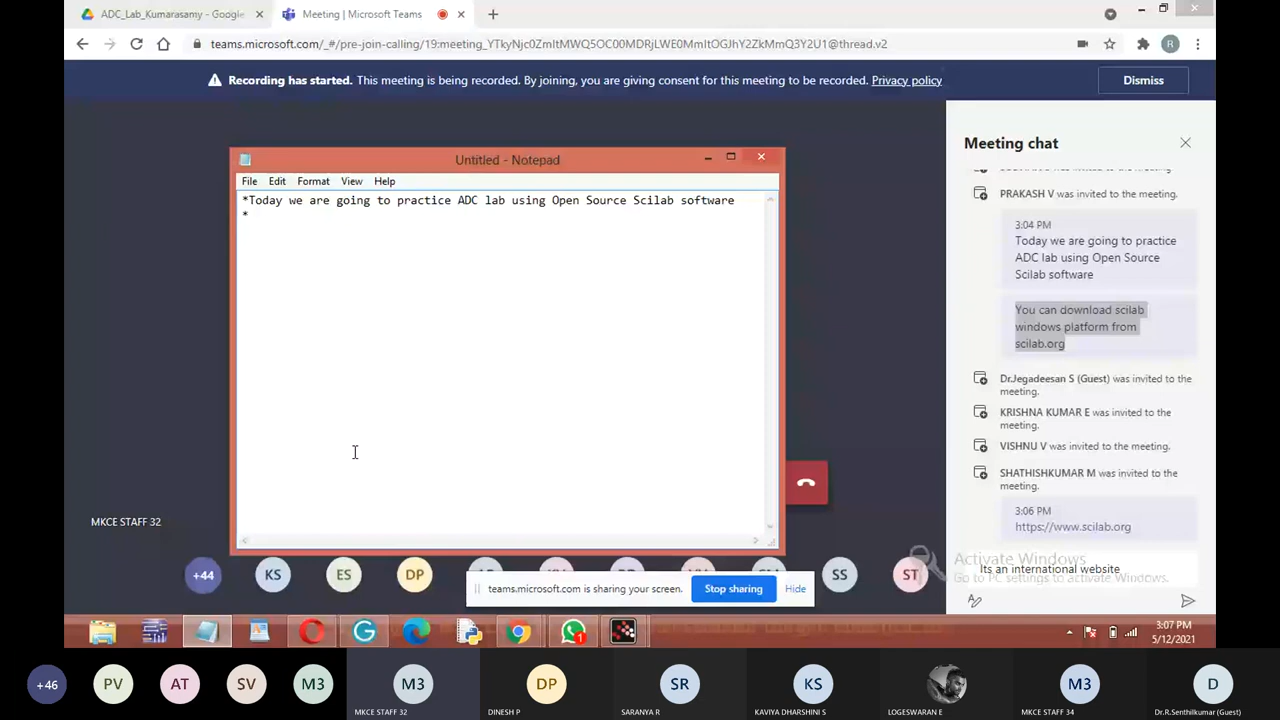 ADC_Lab_Kumarasamy - Google
Meeting | Microsoft Teams
teams.microsoft.com/_#/pre-join-calling/19:meeting_YTkyNjc0ZmItMWQ5OC00MDRjLWE0MmItOGJhY2ZkMmQ3Y2U1@thread.v2
R
Recording has started. This meeting is being recorded. By joining, you are giving consent for this meeting to be recorded. Privacy policy
Dismiss
Untitled - Notepad
File Edit Format View Help
*Today we are going to practice ADC lab using Open Source Scilab software
*
Meeting chat
PRAKASH V was invited to the meeting.
3:04 PM
Today we are going to practice
ADC lab using Open Source
Scilab software
You can download scilab
windows platform from
scilab.org
Dr.Jegadeesan S (Guest) was invited to the
meeting.
KRISHNA KUMAR E was invited to the
meeting.
VISHNU V was invited to the meeting.
SHATHISHKUMAR M was invited to the
meeting.
3:06 PM
https://www.scilab.org
Activate Windows
Its an international website
Go to PC settings to activate Windows.
MKCE STAFF 32
+44 KS ES DP SS ST
teams.microsoft.com is sharing your screen. Stop sharing Hide
1
3:07 PM
5/12/2021
+46 PV AT SV M3 M3 DP SR KS M3 D
MKCE STAFF 32 DINESH P SARANYA R KAVIYA DHARSHINI S LOGESWARAN E MKCE STAFF 34 Dr.R.Senthilkumar (Guest)